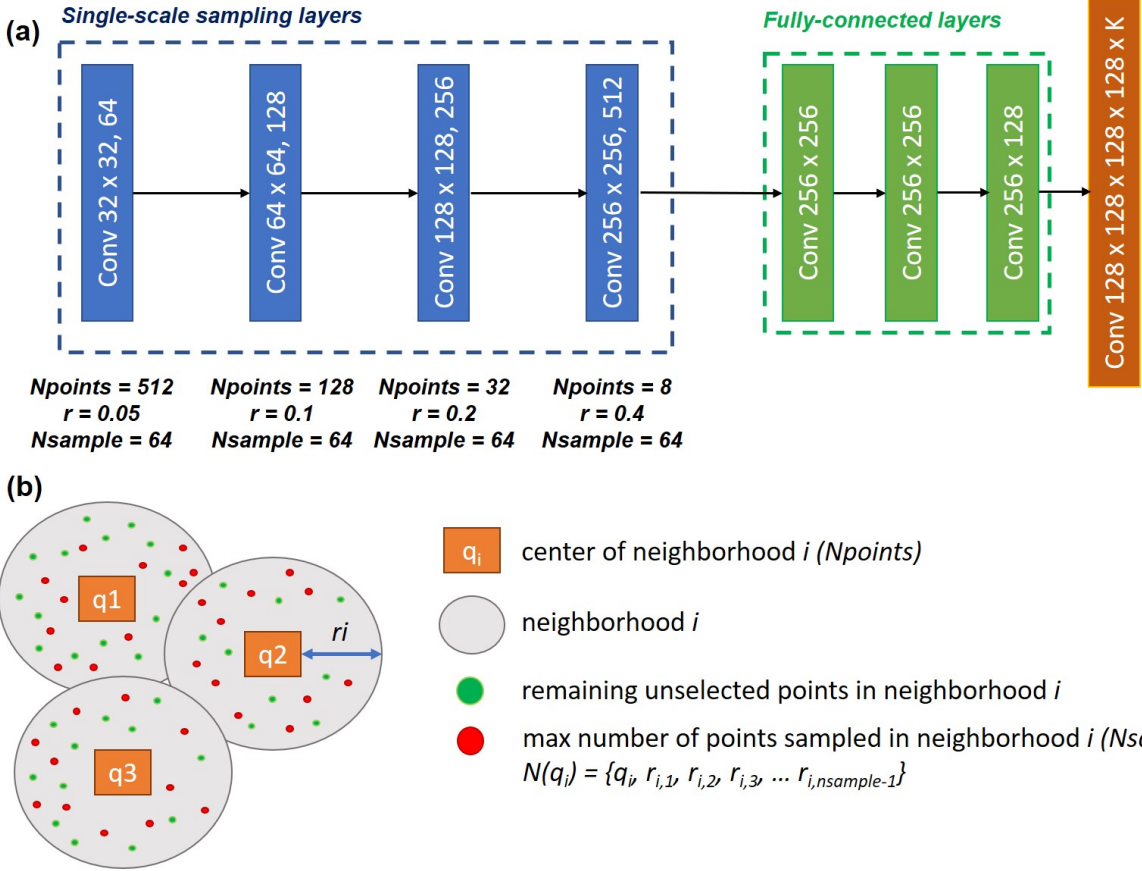 (a)
Single-scale sampling layers
Fully-connected layers
Conv 32 x 32, 64
Conv 64 x 64, 128
Conv 128 x 128, 256
Conv 256 x 256, 512
Conv 256 x 256
Conv 256 x 256
Conv 256 x 128
Conv 128 x 128 x 128 x 128 x K
Npoints = 512
r = 0.05
Nsample = 64
Npoints = 128
r = 0.1
Nsample = 64
Npoints = 32
r = 0.2
Nsample = 64
Npoints = 8
r = 0.4
Nsample = 64
(b)
q1
q2
ri
q3
qi center of neighborhood i (Npoints)
neighborhood i
remaining unselected points in neighborhood i
max number of points sampled in neighborhood i
N(qi) = {qi, ri,1, ri,2, ri,3, ... ri,nsample-1}